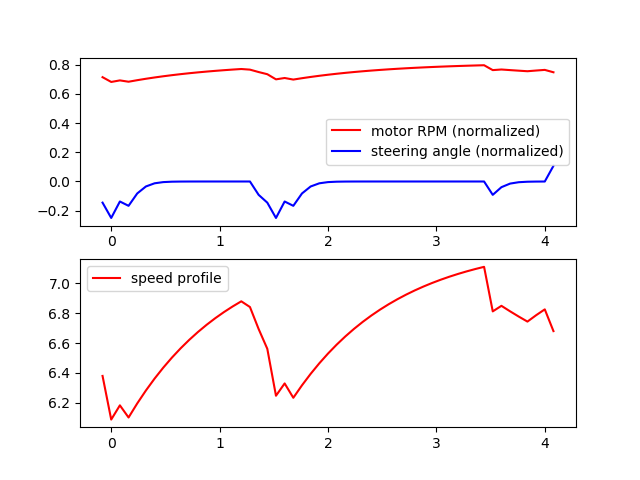 0.8
0.6
0.4
0.2
0.0
−0.2
motor RPM (normalized)
steering angle (normalized)
0 1 2 3 4
7.0
6.8
6.6
6.4
6.2
speed profile
0 1 2 3 4